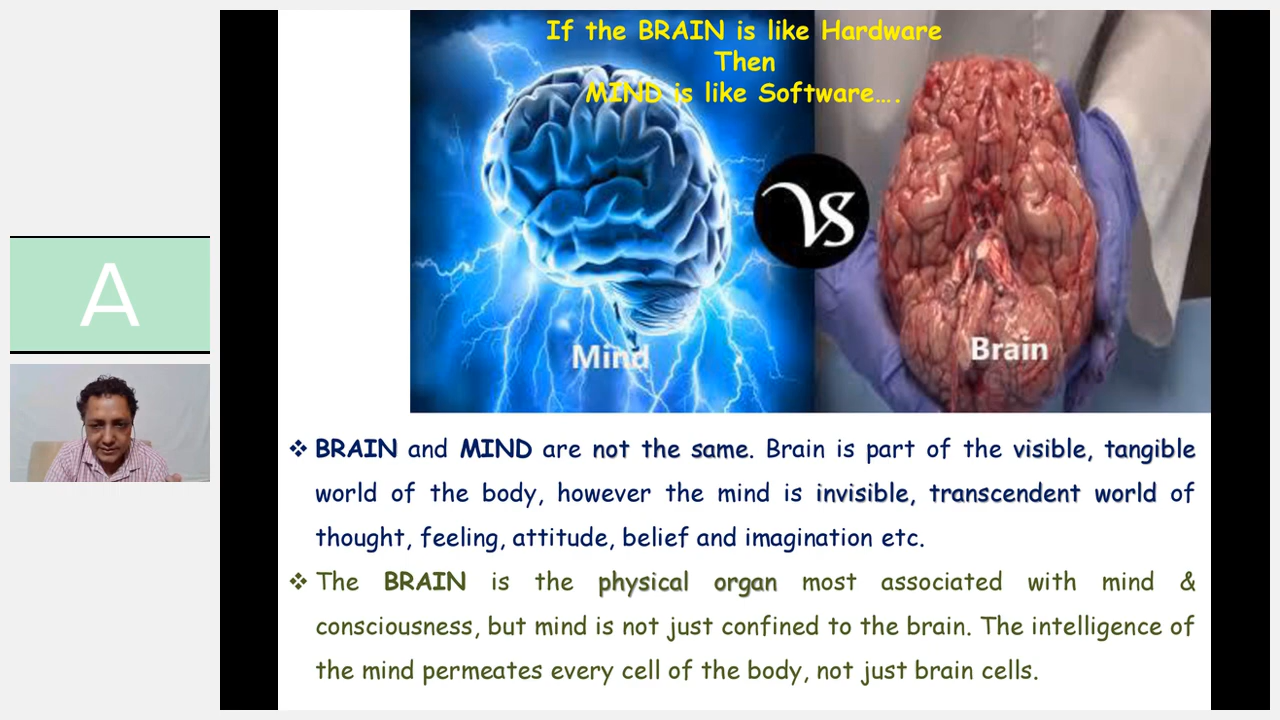 If the BRAIN is like Hardware
Then
MIND is like Software….
VS
Mind
Brain
A
❖ BRAIN and MIND are not the same. Brain is part of the visible, tangible
world of the body, however the mind is invisible, transcendent world of
thought, feeling, attitude, belief and imagination etc.
❖ The BRAIN is the physical organ most associated with mind &
consciousness, but mind is not just confined to the brain. The intelligence of
the mind permeates every cell of the body, not just brain cells.